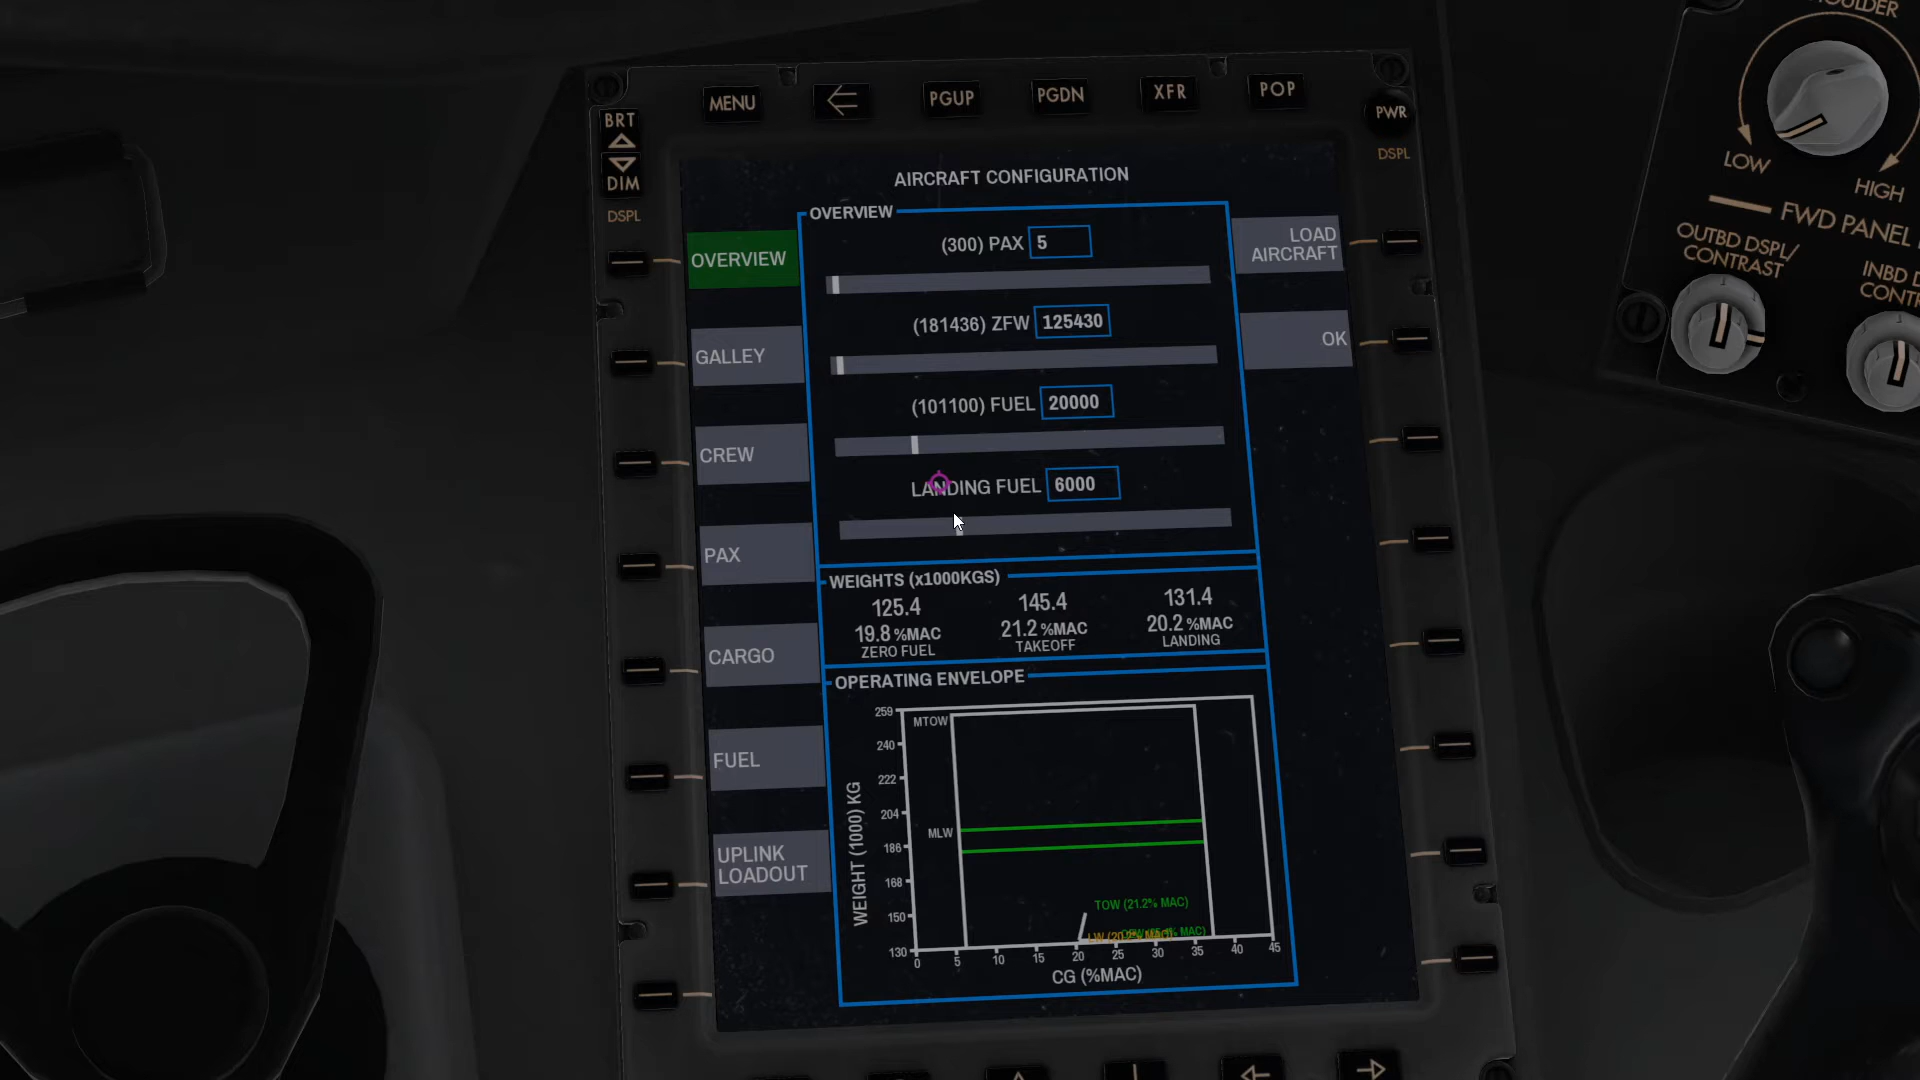 MENU
PGUP
PGDN
XFR
POP
PWR
DSPL
BRT
DIM
DSPL
AIRCRAFT CONFIGURATION
OVERVIEW
(300) PAX 5
(181436) ZFW 125430
(101100) FUEL 20000
LANDING FUEL 6000
OVERVIEW
GALLEY
CREW
PAX
CARGO
FUEL
UPLINK
LOADOUT
LOAD
AIRCRAFT
OK
WEIGHTS (x1000KGS)
125.4 145.4 131.4
19.8 %MAC 21.2 %MAC 20.2 %MAC
ZERO FUEL TAKEOFF LANDING
OPERATING ENVELOPE
WEIGHT (1000) KG
259
240
222
204
186
168
150
130
MTOW
MLW
TOW (21.2% MAC)
LW (20.2% MAC)
0 5 10 15 20 25 30 35 40 45
CG (%MAC)
LOW
HIGH
FWD PANEL
OUTBD DSPL/
CONTRAST
INBD